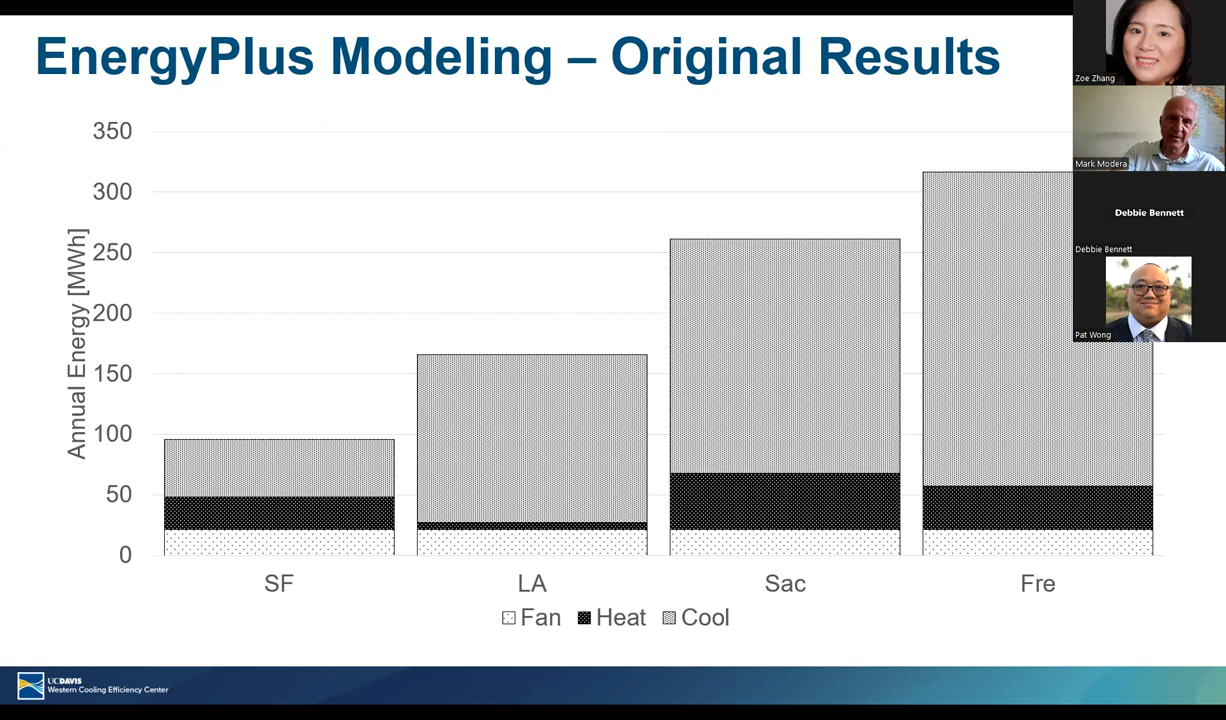 EnergyPlus Modeling – Original Results
Zoe Zhang
Mark Modera
Debbie Bennett
Debbie Bennett
Pat Wong
Annual Energy [MWh]
350
300
250
200
150
100
50
0
SF LA Sac Fre
Fan Heat Cool
UCDAVIS
Western Cooling Efficiency Center